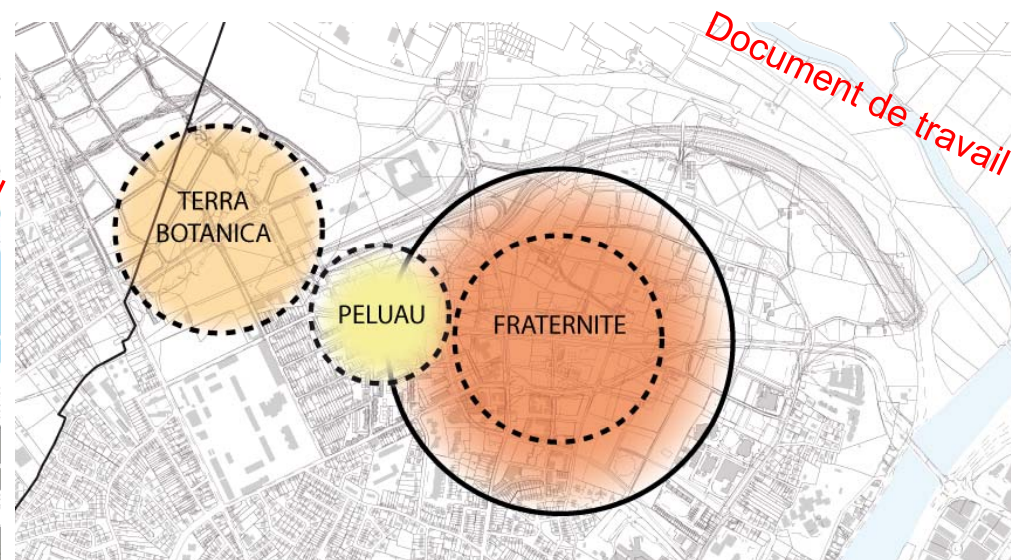 Document de travail
TERRA
BOTANICA
PELUAU
FRATERNITE